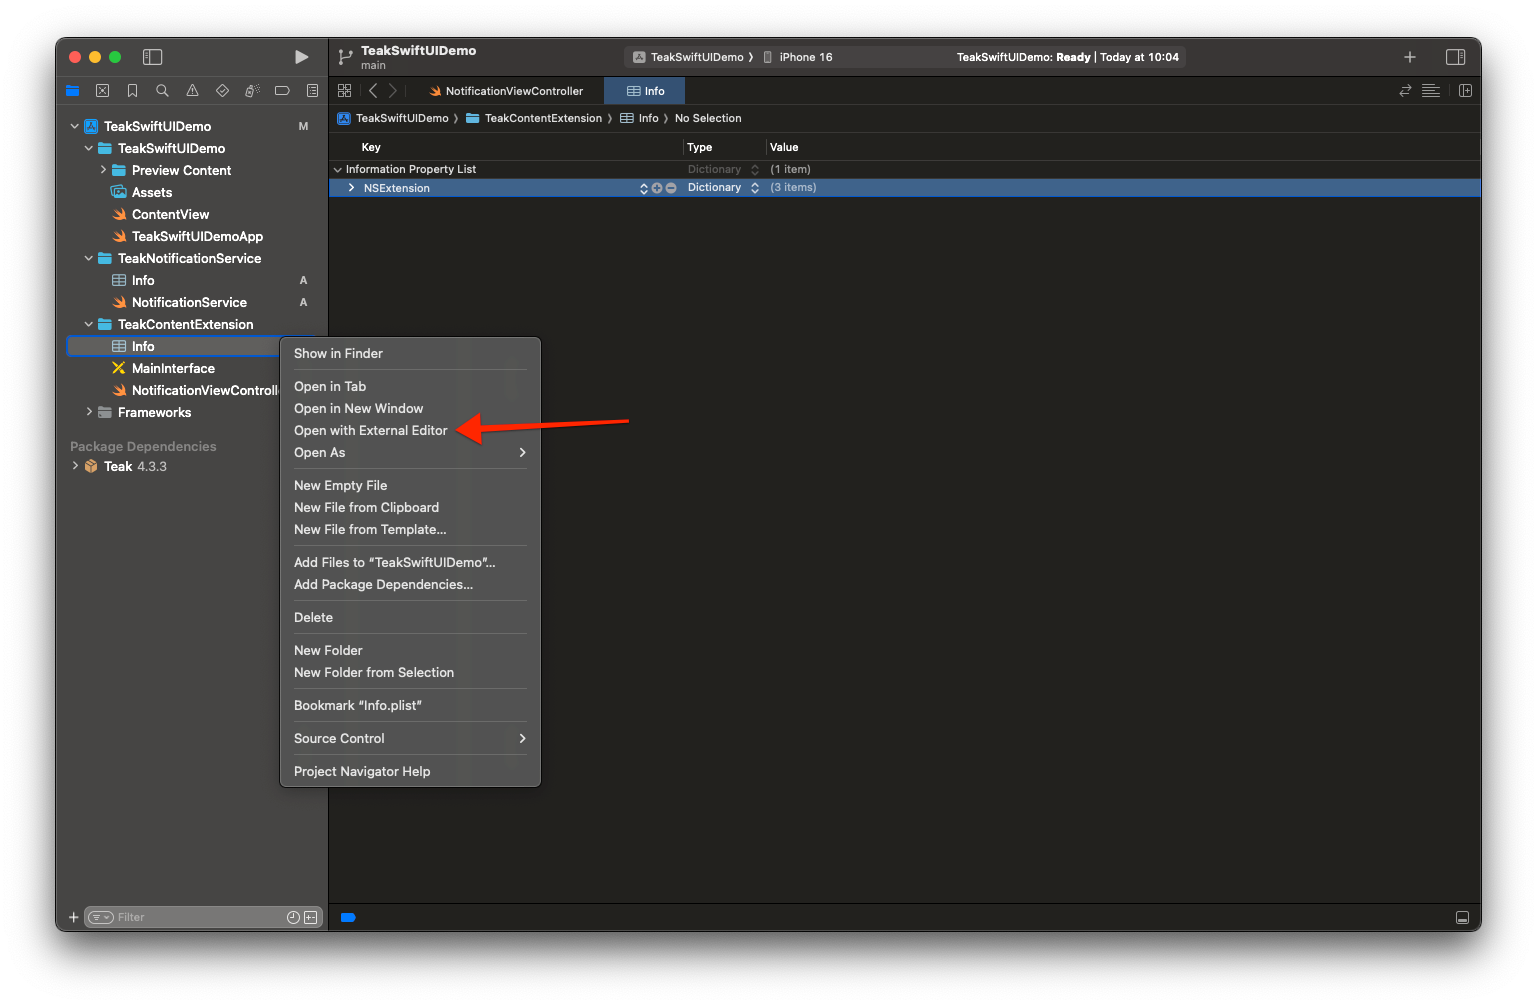 TeakSwiftUIDemo
main
TeakSwiftUIDemo 〉 iPhone 16
TeakSwiftUIDemo: Ready | Today at 10:04
NotificationViewController
Info
TeakSwiftUIDemo 〉 TeakContentExtension 〉 Info 〉 No Selection
Key Type Value
Information Property List Dictionary (1 item)
NSExtension Dictionary (3 items)
TeakSwiftUIDemo M
TeakSwiftUIDemo
Preview Content
Assets
ContentView
TeakSwiftUIDemoApp
TeakNotificationService
Info A
NotificationService A
TeakContentExtension
Info
MainInterface
NotificationViewControll
Frameworks
Package Dependencies
Teak 4.3.3
Show in Finder
Open in Tab
Open in New Window
Open with External Editor
Open As
New Empty File
New File from Clipboard
New File from Template...
Add Files to “TeakSwiftUIDemo”...
Add Package Dependencies...
Delete
New Folder
New Folder from Selection
Bookmark “Info.plist”
Source Control
Project Navigator Help
Filter